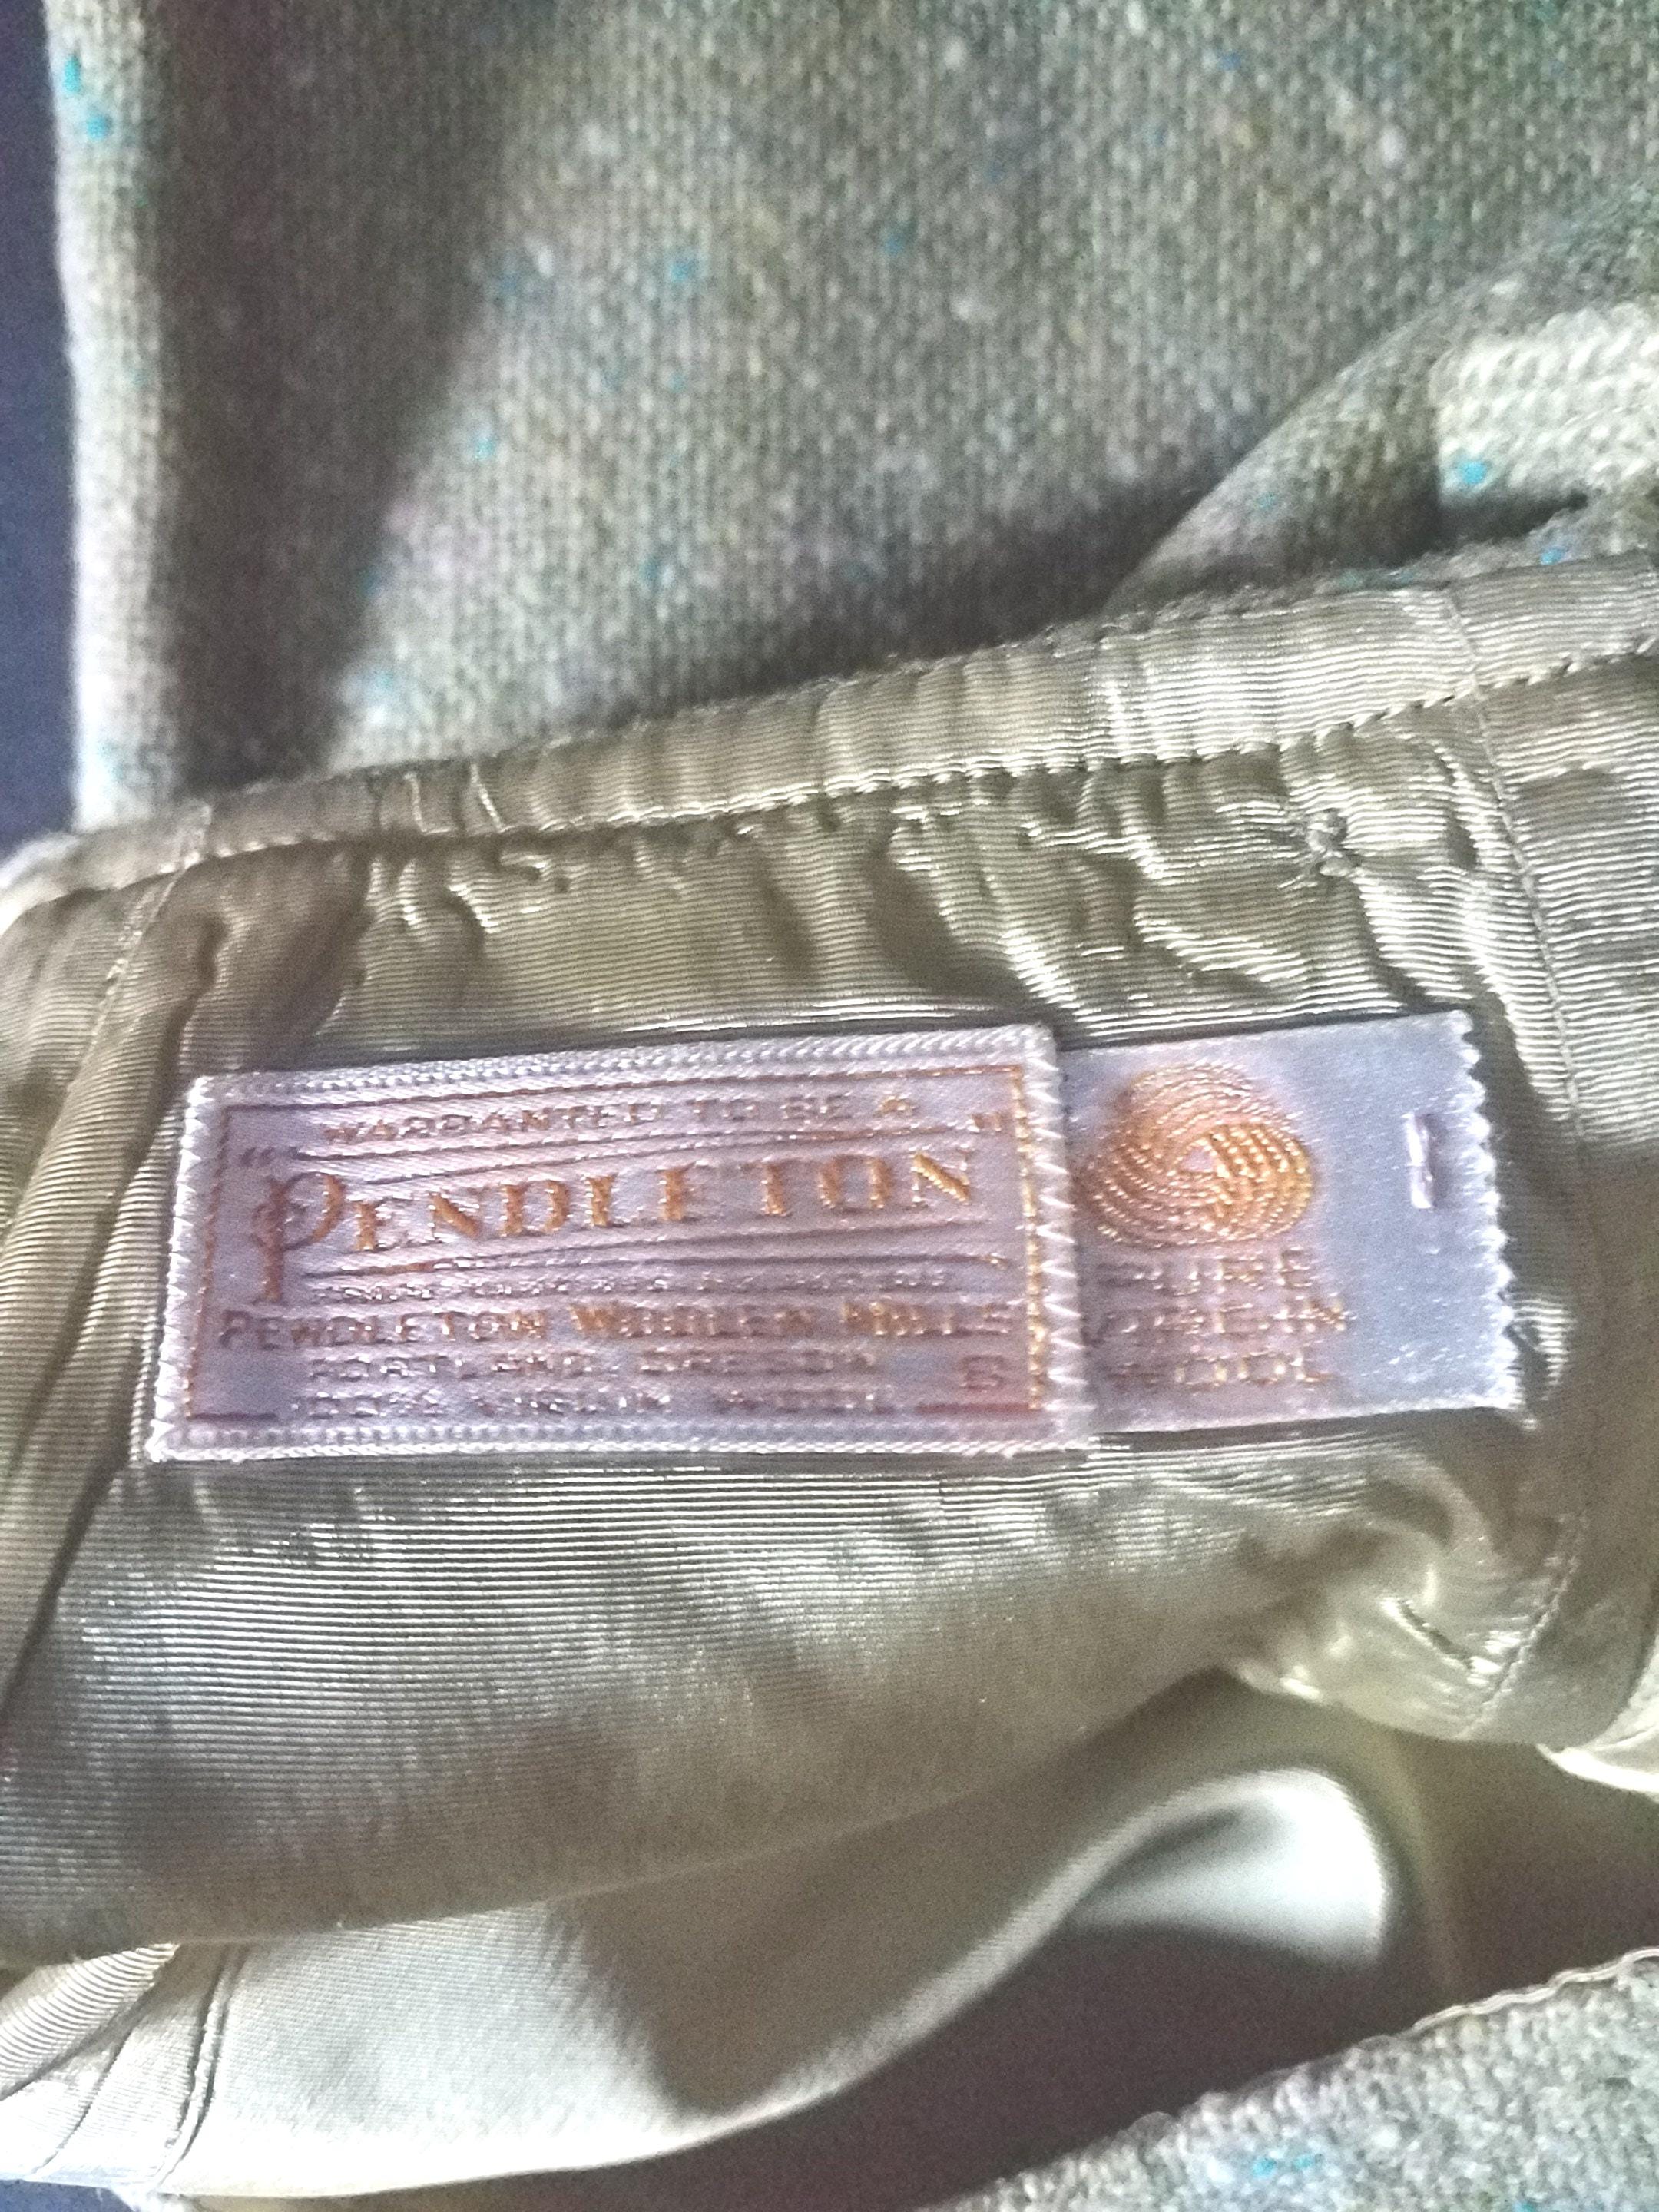 WARRANTED TO BE A
"PENDLETON"
PENDLETON WOOLEN MILLS
PORTLAND, OREGON
100% VIRGIN WOOL
PURE
VIRGIN
WOOL